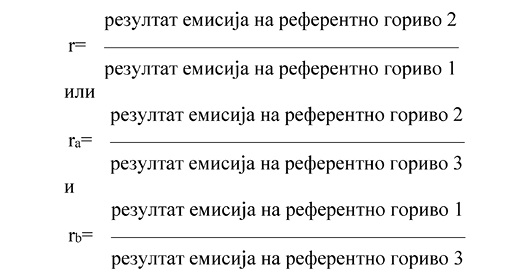 резултат емисија на референтно гориво 2
r=
резултат емисија на референтно гориво 1
или
резултат емисија на референтно гориво 2
ra=
резултат емисија на референтно гориво 3
и
резултат емисија на референтно гориво 1
rb=
резултат емисија на референтно гориво 3